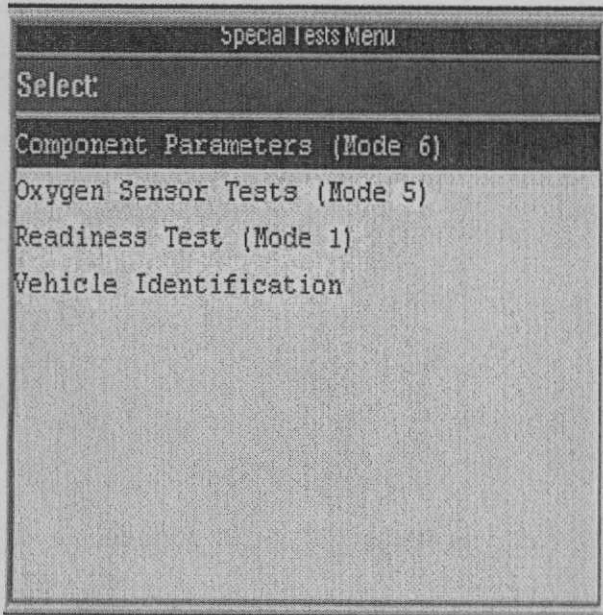 Special Tests Menu
Select:
Component Parameters (Mode 6)
Oxygen Sensor Tests (Mode 5)
Readiness Test (Mode 1)
Vehicle Identification